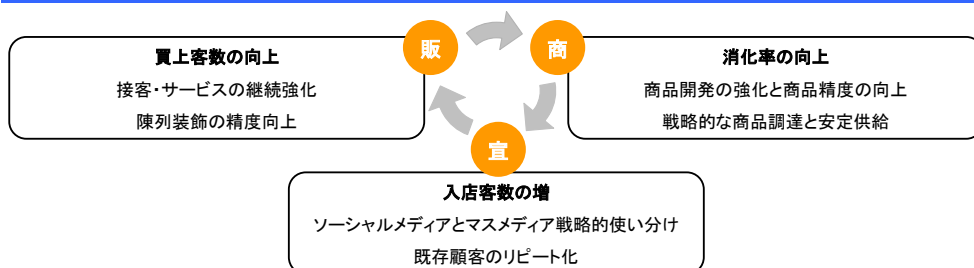 販
商
買上客数の向上
接客・サービスの継続強化
陳列装飾の精度向上
消化率の向上
商品開発の強化と商品精度の向上
戦略的な商品調達と安定供給
宣
入店客数の増
ソーシャルメディアとマスメディア戦略的使い分け
既存顧客のリピート化